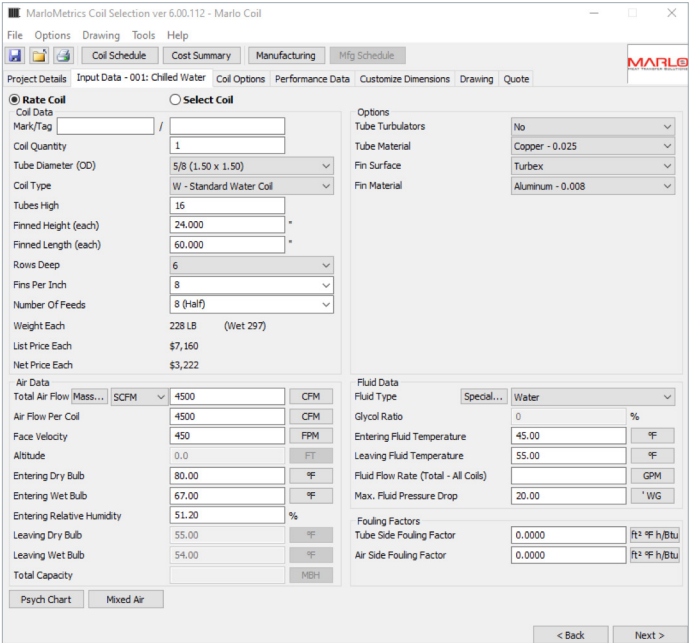 MarloMetrics Coil Selection ver 6.00.112 - Marlo Coil
File Options Drawing Tools Help
Coil Schedule Cost Summary Manufacturing Mfg Schedule
MARLO
HEAT TRANSFER SOLUTIONS
Project Details Input Data - 001: Chilled Water Coil Options Performance Data Customize Dimensions Drawing Quote
Rate Coil Select Coil
Coil Data
Mark/Tag /
Coil Quantity 1
Tube Diameter (OD) 5/8 (1.50 x 1.50)
Coil Type W - Standard Water Coil
Tubes High 16
Finned Height (each) 24.000 "
Finned Length (each) 60.000 "
Rows Deep 6
Fins Per Inch 8
Number Of Feeds 8 (Half)
Weight Each 228 LB (Wet 297)
List Price Each $7,160
Net Price Each $3,222
Options
Tube Turbulators No
Tube Material Copper - 0.025
Fin Surface Turbex
Fin Material Aluminum - 0.008
Air Data
Total Air Flow Mass... SCFM 4500 CFM
Air Flow Per Coil 4500 CFM
Face Velocity 450 FPM
Altitude 0.0 FT
Entering Dry Bulb 80.00 ºF
Entering Wet Bulb 67.00 ºF
Entering Relative Humidity 51.20 %
Leaving Dry Bulb 55.00 ºF
Leaving Wet Bulb 54.00 ºF
Total Capacity MBH
Psych Chart Mixed Air
Fluid Data
Fluid Type Special... Water
Glycol Ratio 0 %
Entering Fluid Temperature 45.00 ºF
Leaving Fluid Temperature 55.00 ºF
Fluid Flow Rate (Total - All Coils) GPM
Max. Fluid Pressure Drop 20.00 ' WG
Fouling Factors
Tube Side Fouling Factor 0.0000 ft² ºF h/Btu
Air Side Fouling Factor 0.0000 ft² ºF h/Btu
< Back Next >